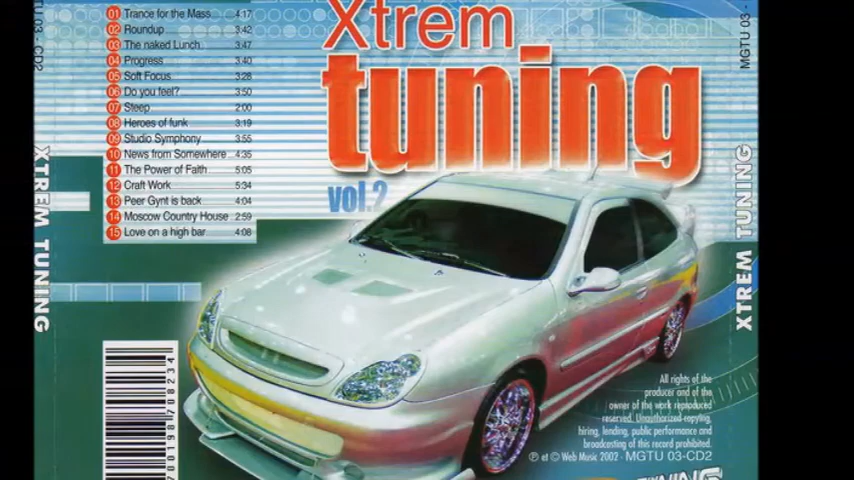 01 Trance for the Mass 4:17
02 Roundup 3:42
03 The naked Lunch 3:47
04 Progress 3:40
05 Soft Focus 3:28
06 Do you feel? 3:50
07 Steep 2:00
08 Heroes of funk 3:19
09 Studio Symphony 3:55
10 News from Somewhere 4:35
11 The Power of Faith 5:05
12 Craft Work 5:34
13 Peer Gynt is back 4:04
14 Moscow Country House 2:59
15 Love on a high bar 4:08
Xtrem
tuning
vol.2
XTREM TUNING
XTREM TUNING
MGTU 03 -
03 - CD2
700198 708234
All rights of the
producer and of the
owner of the work reproduced
reserved. Unauthorized copying,
hiring, lending, public performance and
broadcasting of this record prohibited.
℗ et © Web Music 2002 - MGTU 03-CD2